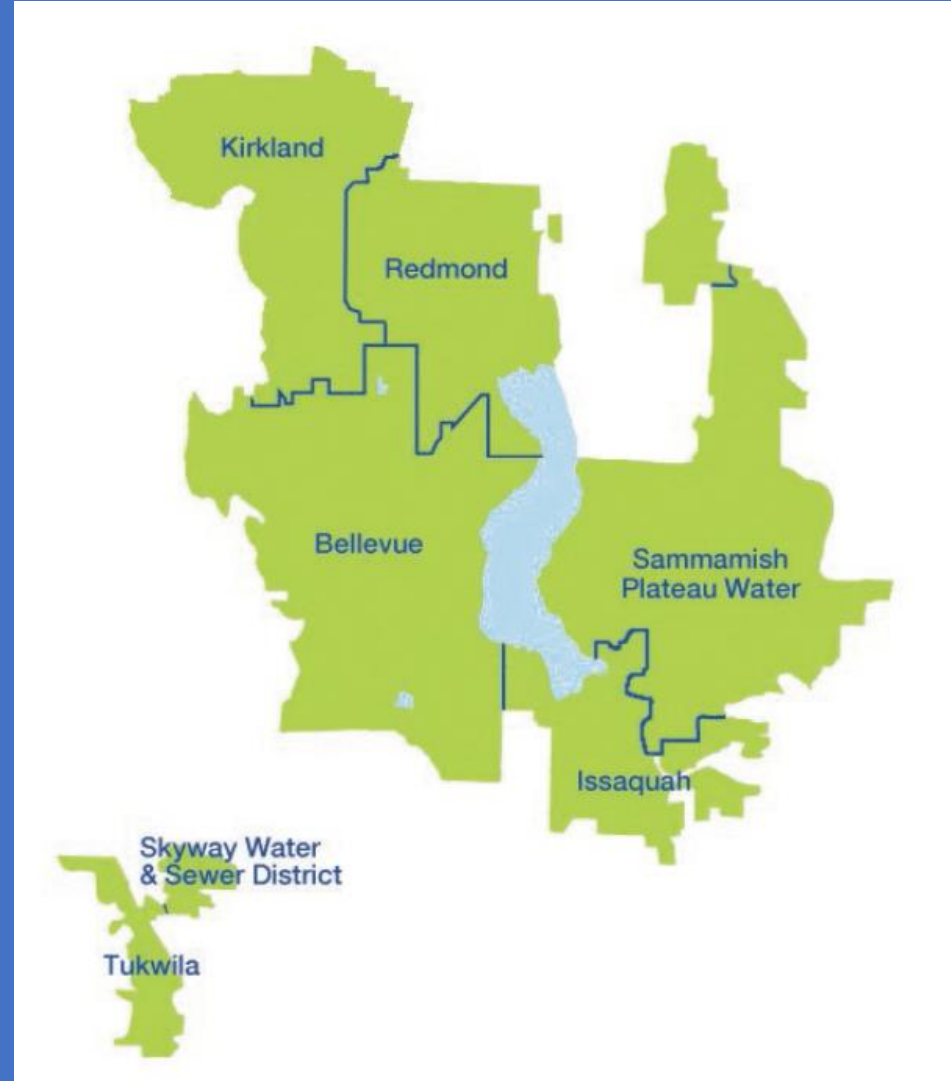 Kirkland
Redmond
Bellevue
Sammamish
Plateau Water
Issaquah
Skyway Water
& Sewer District
Tukwila